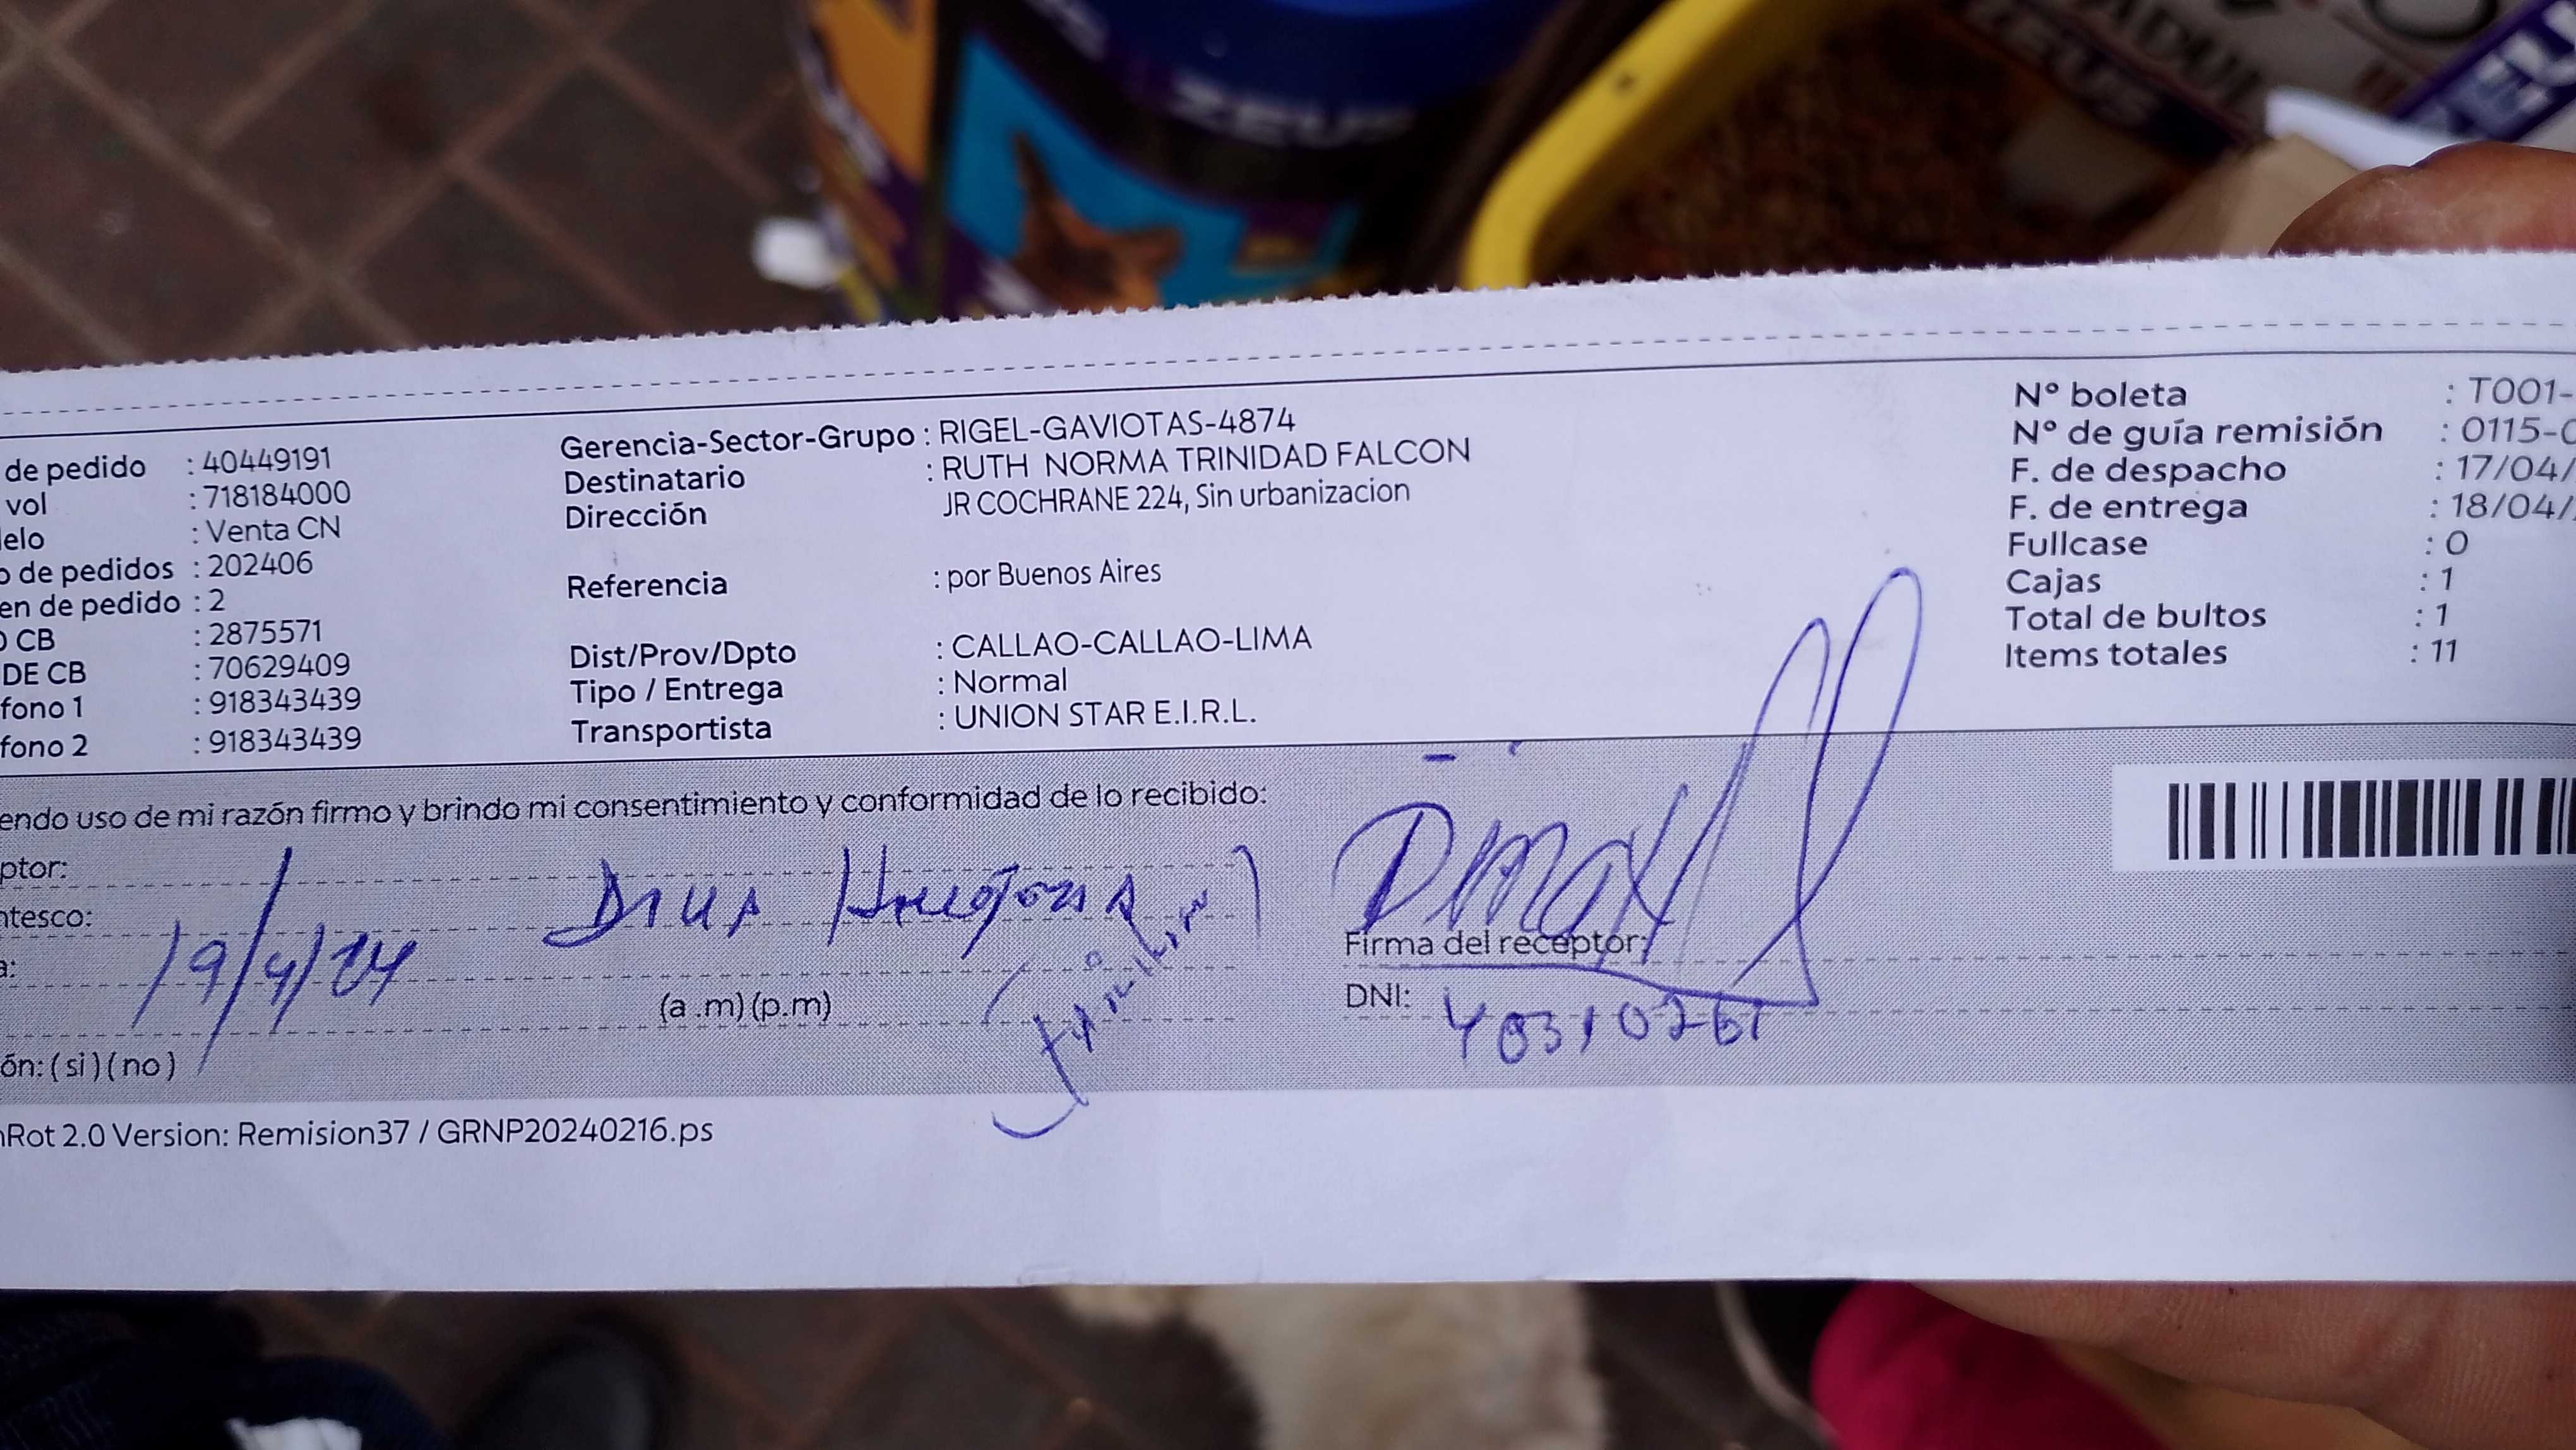 ZEUS
ZEUS
de pedido : 40449191
vol : 718184000
elo : Venta CN
o de pedidos : 202406
en de pedido : 2
O CB : 2875571
DE CB : 70629409
fono 1 : 918343439
fono 2 : 918343439
Gerencia-Sector-Grupo : RIGEL-GAVIOTAS-4874
Destinatario : RUTH NORMA TRINIDAD FALCON
Dirección JR COCHRANE 224, Sin urbanizacion
Referencia : por Buenos Aires
Dist/Prov/Dpto : CALLAO-CALLAO-LIMA
Tipo / Entrega : Normal
Transportista : UNION STAR E.I.R.L.
Nº boleta : T001-
Nº de guía remisión : 0115-0
F. de despacho : 17/04/
F. de entrega : 18/04/
Fullcase : 0
Cajas : 1
Total de bultos : 1
Items totales : 11
endo uso de mi razón firmo y brindo mi consentimiento y conformidad de lo recibido:
ptor:
ntesco:
a: 19/4/24
(a .m) (p.m)
ón: ( si ) ( no )
Firma del receptor:
DNI:
nRot 2.0 Version: Remision37 / GRNP20240216.ps